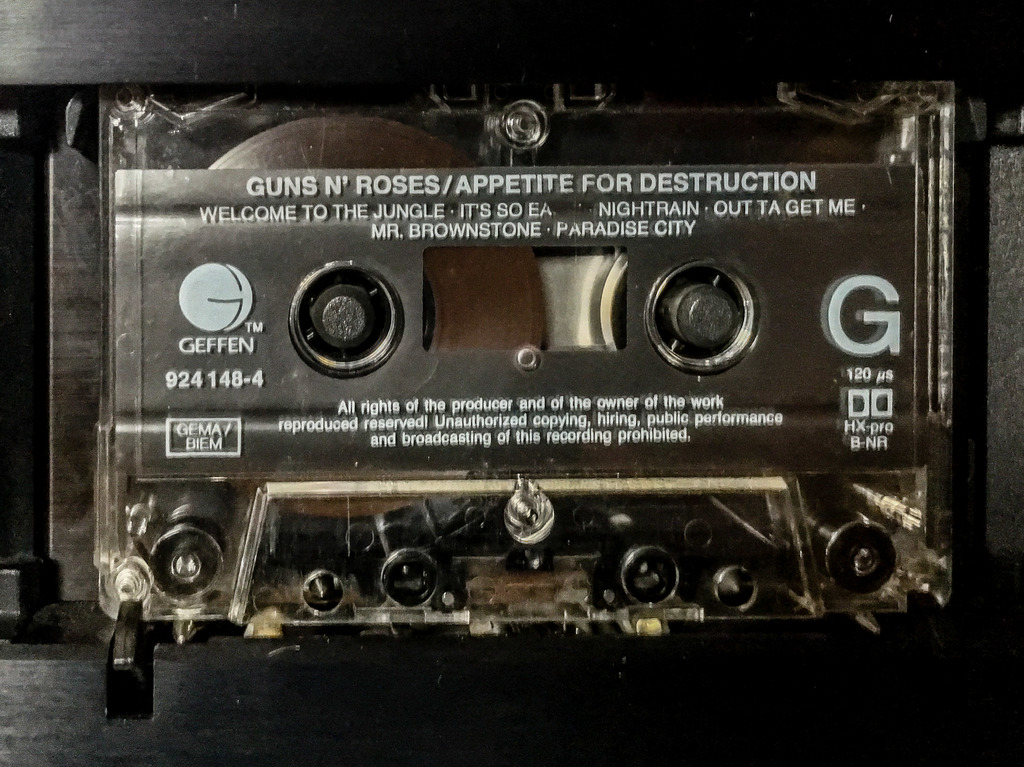 GUNS N' ROSES/APPETITE FOR DESTRUCTION
WELCOME TO THE JUNGLE · IT'S SO EA NIGHTRAIN · OUT TA GET ME ·
MR. BROWNSTONE · PARADISE CITY
G TM
GEFFEN
924 148-4
GEMA/
BIEM
G
120 µs
HX-pro
B-NR
All rights of the producer and of the owner of the work
reproduced reserved! Unauthorized copying, hiring, public performance
and broadcasting of this recording prohibited.